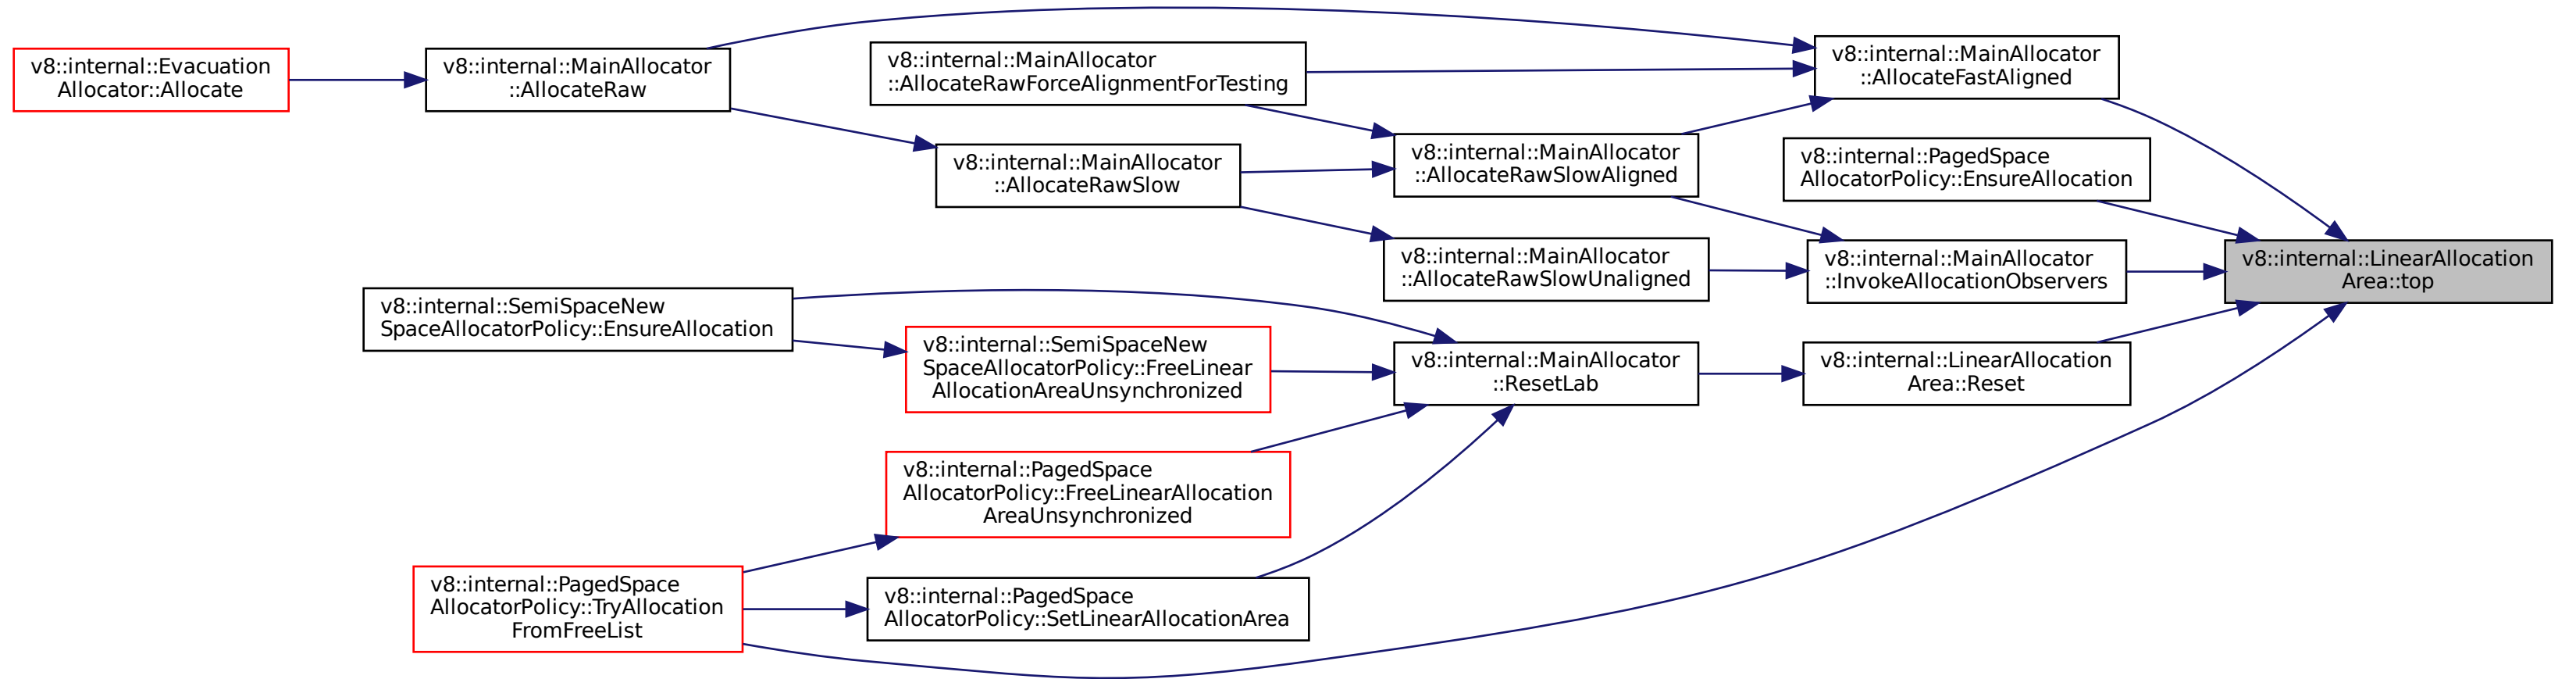 v8::internal::Evacuation
Allocator::Allocate
v8::internal::MainAllocator
::AllocateRaw
v8::internal::MainAllocator
::AllocateRawForceAlignmentForTesting
v8::internal::MainAllocator
::AllocateFastAligned
v8::internal::MainAllocator
::AllocateRawSlow
v8::internal::MainAllocator
::AllocateRawSlowAligned
v8::internal::PagedSpace
AllocatorPolicy::EnsureAllocation
v8::internal::MainAllocator
::AllocateRawSlowUnaligned
v8::internal::MainAllocator
::InvokeAllocationObservers
v8::internal::LinearAllocation
Area::top
v8::internal::SemiSpaceNew
SpaceAllocatorPolicy::EnsureAllocation
v8::internal::SemiSpaceNew
SpaceAllocatorPolicy::FreeLinear
AllocationAreaUnsynchronized
v8::internal::MainAllocator
::ResetLab
v8::internal::LinearAllocation
Area::Reset
v8::internal::PagedSpace
AllocatorPolicy::FreeLinearAllocation
AreaUnsynchronized
v8::internal::PagedSpace
AllocatorPolicy::TryAllocation
FromFreeList
v8::internal::PagedSpace
AllocatorPolicy::SetLinearAllocationArea